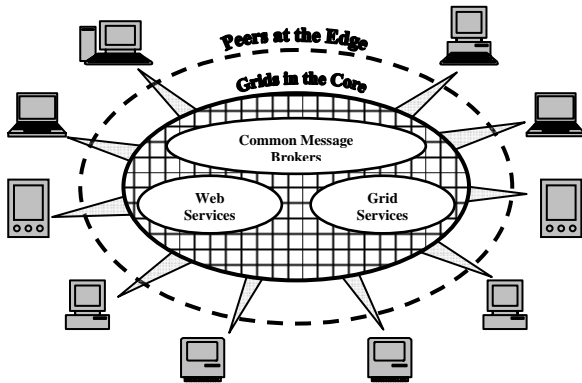 Peers at the Edge
Grids in the Core
Common Message
Brokers
Web
Services
Grid
Services